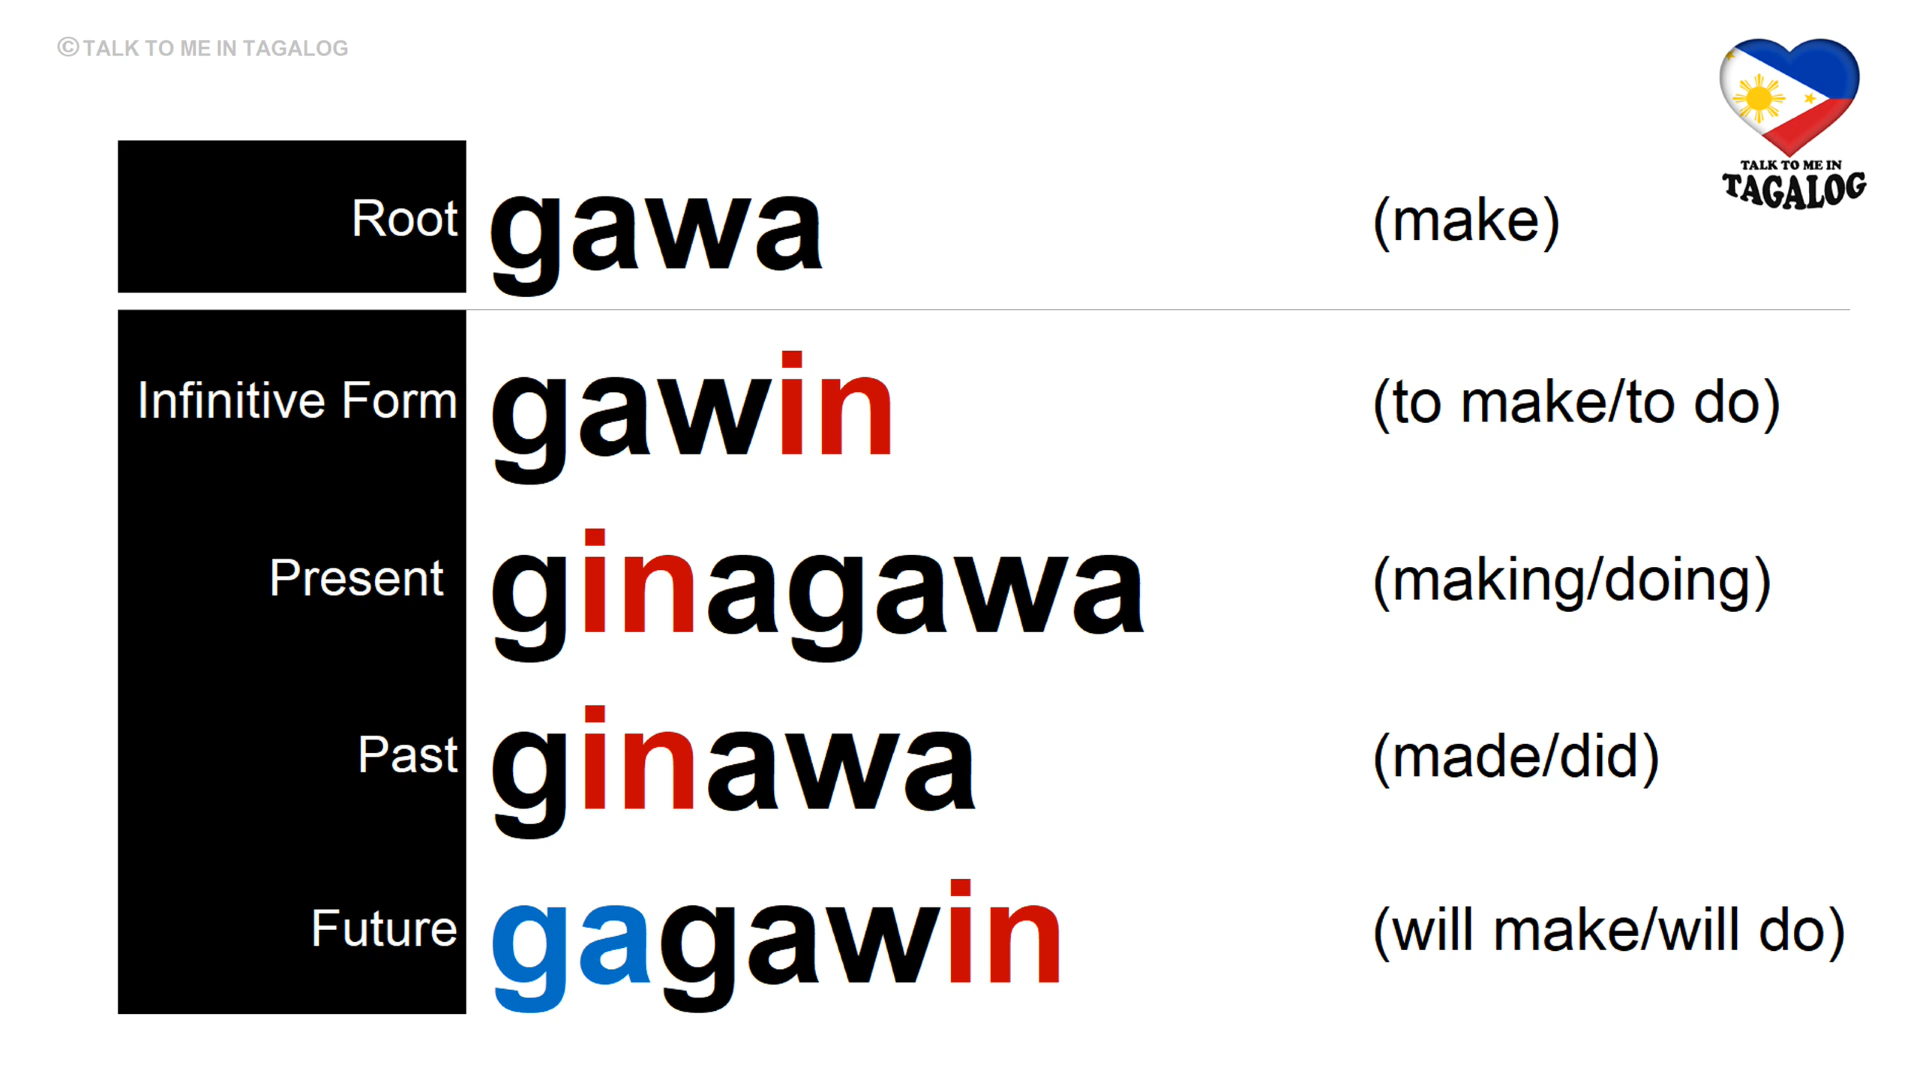 ©TALK TO ME IN TAGALOG
TALK TO ME IN
TAGALOG
Root gawa (make)
Infinitive Form gawin (to make/to do)
Present ginagawa (making/doing)
Past ginawa (made/did)
Future gagawin (will make/will do)